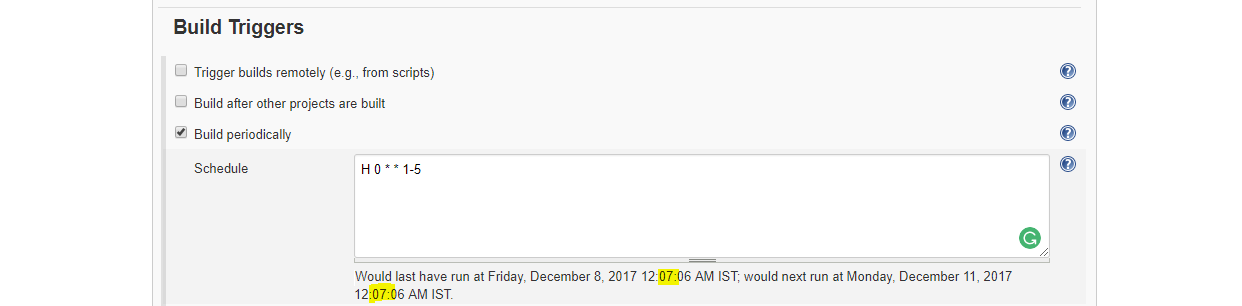 Build Triggers
Trigger builds remotely (e.g., from scripts)
Build after other projects are built
Build periodically
Schedule
H 0 * * 1-5
Would last have run at Friday, December 8, 2017 12:07:06 AM IST; would next run at Monday, December 11, 2017
12:07:06 AM IST.